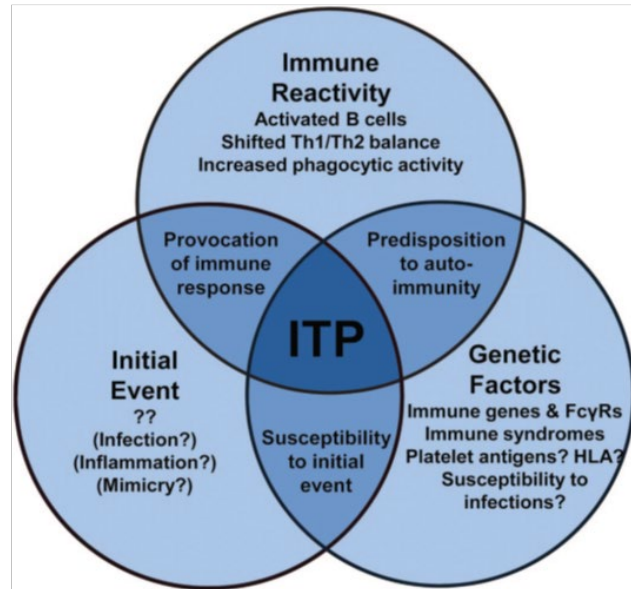 Immune
Reactivity
Activated B cells
Shifted Th1/Th2 balance
Increased phagocytic activity
Provocation
of immune
response
Predisposition
to auto-
immunity
ITP
Initial
Event
??
(Infection?)
(Inflammation?)
(Mimicry?)
Susceptibility
to initial
event
Genetic
Factors
Immune genes & FcγRs
Immune syndromes
Platelet antigens? HLA?
Susceptibility to
infections?